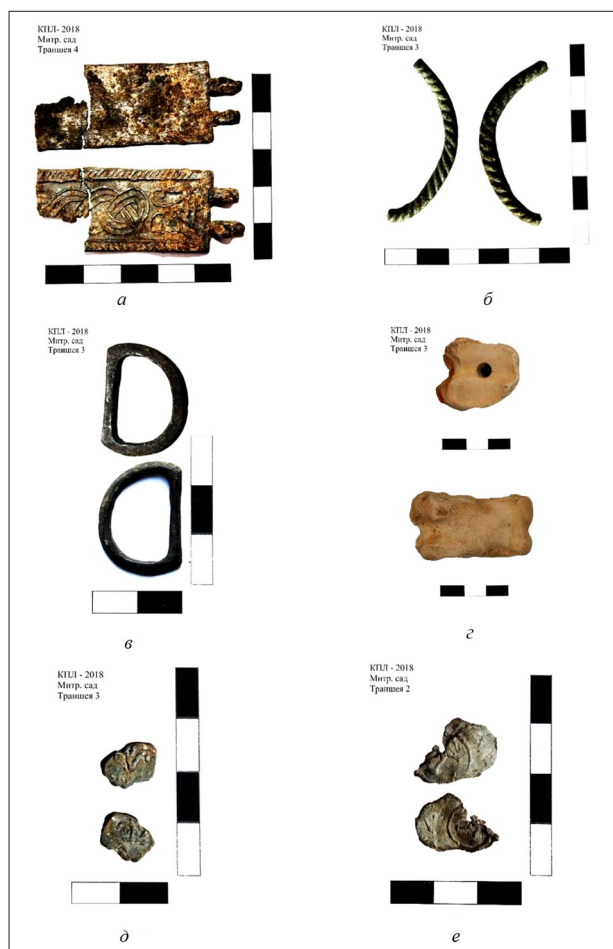 КПЛ- 2018
Митр. сад
Траншея 4
а
КПЛ - 2018
Митр. сад
Траншея 3
б
КПЛ - 2018
Митр. сад
Траншея 3
в
КПЛ - 2018
Митр. сад
Траншея 3
г
КПЛ - 2018
Митр. сад
Траншея 3
д
КПЛ - 2018
Митр. сад
Траншея 2
е